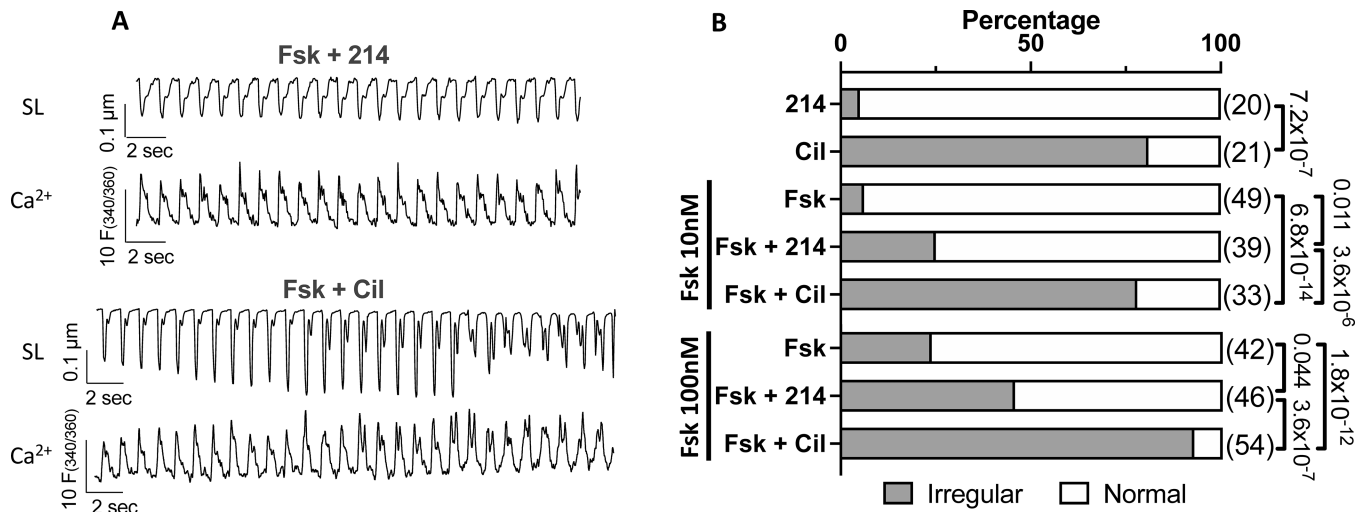 A
Fsk + 214
SL
0.1 μm
2 sec
Ca2+
10 F(340/360)
2 sec
Fsk + Cil
SL
0.1 μm
2 sec
Ca2+
10 F(340/360)
2 sec
B
Percentage
0 50 100
214 (20)
Cil (21)
7.2x10-7
Fsk 10nM
Fsk (49)
Fsk + 214 (39)
Fsk + Cil (33)
6.8x10-14
0.011 3.6x10-6
Fsk 100nM
Fsk (42)
Fsk + 214 (46)
Fsk + Cil (54)
0.044 3.6x10-7
1.8x10-12
Irregular Normal